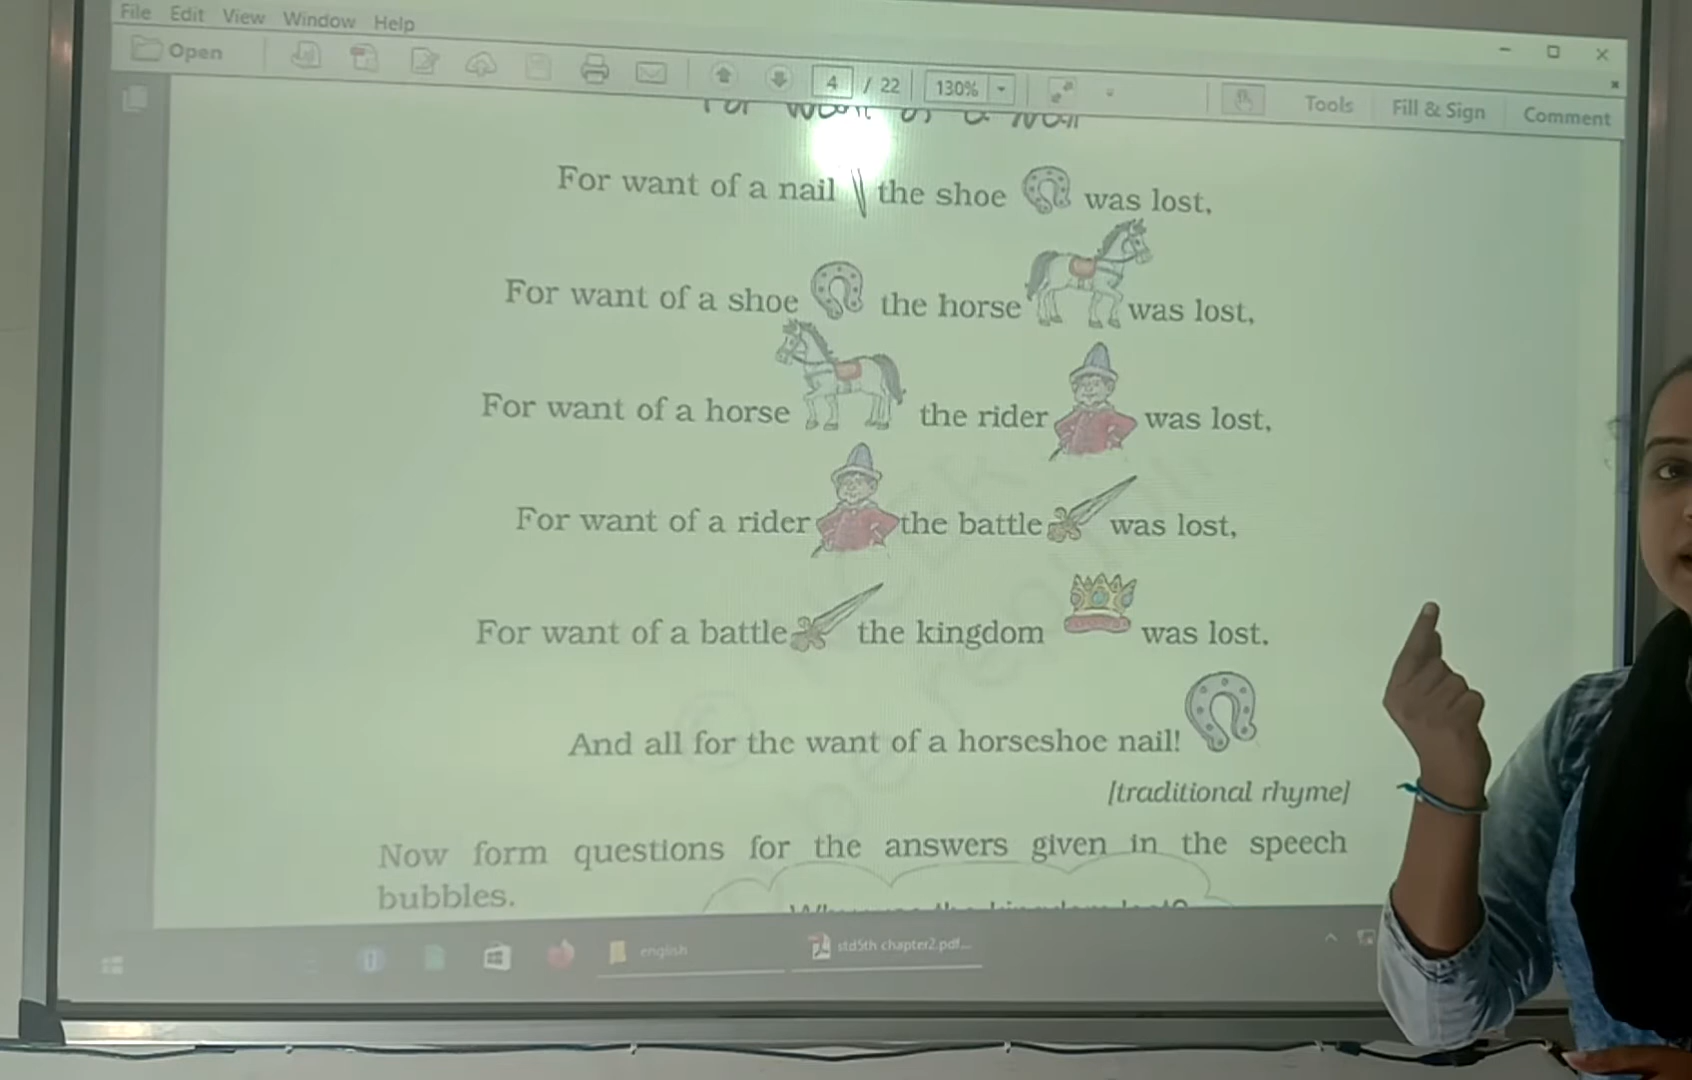 File Edit View Window Help
Open 4 / 22 130% Tools Fill & Sign Comment
For want of a nail
For want of a nail the shoe was lost,
For want of a shoe the horse was lost,
For want of a horse the rider was lost,
For want of a rider the battle was lost,
For want of a battle the kingdom was lost.
And all for the want of a horseshoe nail!
[traditional rhyme]
Now form questions for the answers given in the speech
bubbles.
english std5th chapter2.pdf...